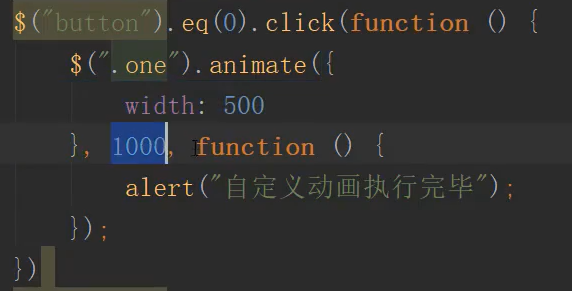 $("button").eq(0).click(function () {
$(".one").animate({
width: 500
}, 1000, function () {
alert("自定义动画执行完毕");
});
})